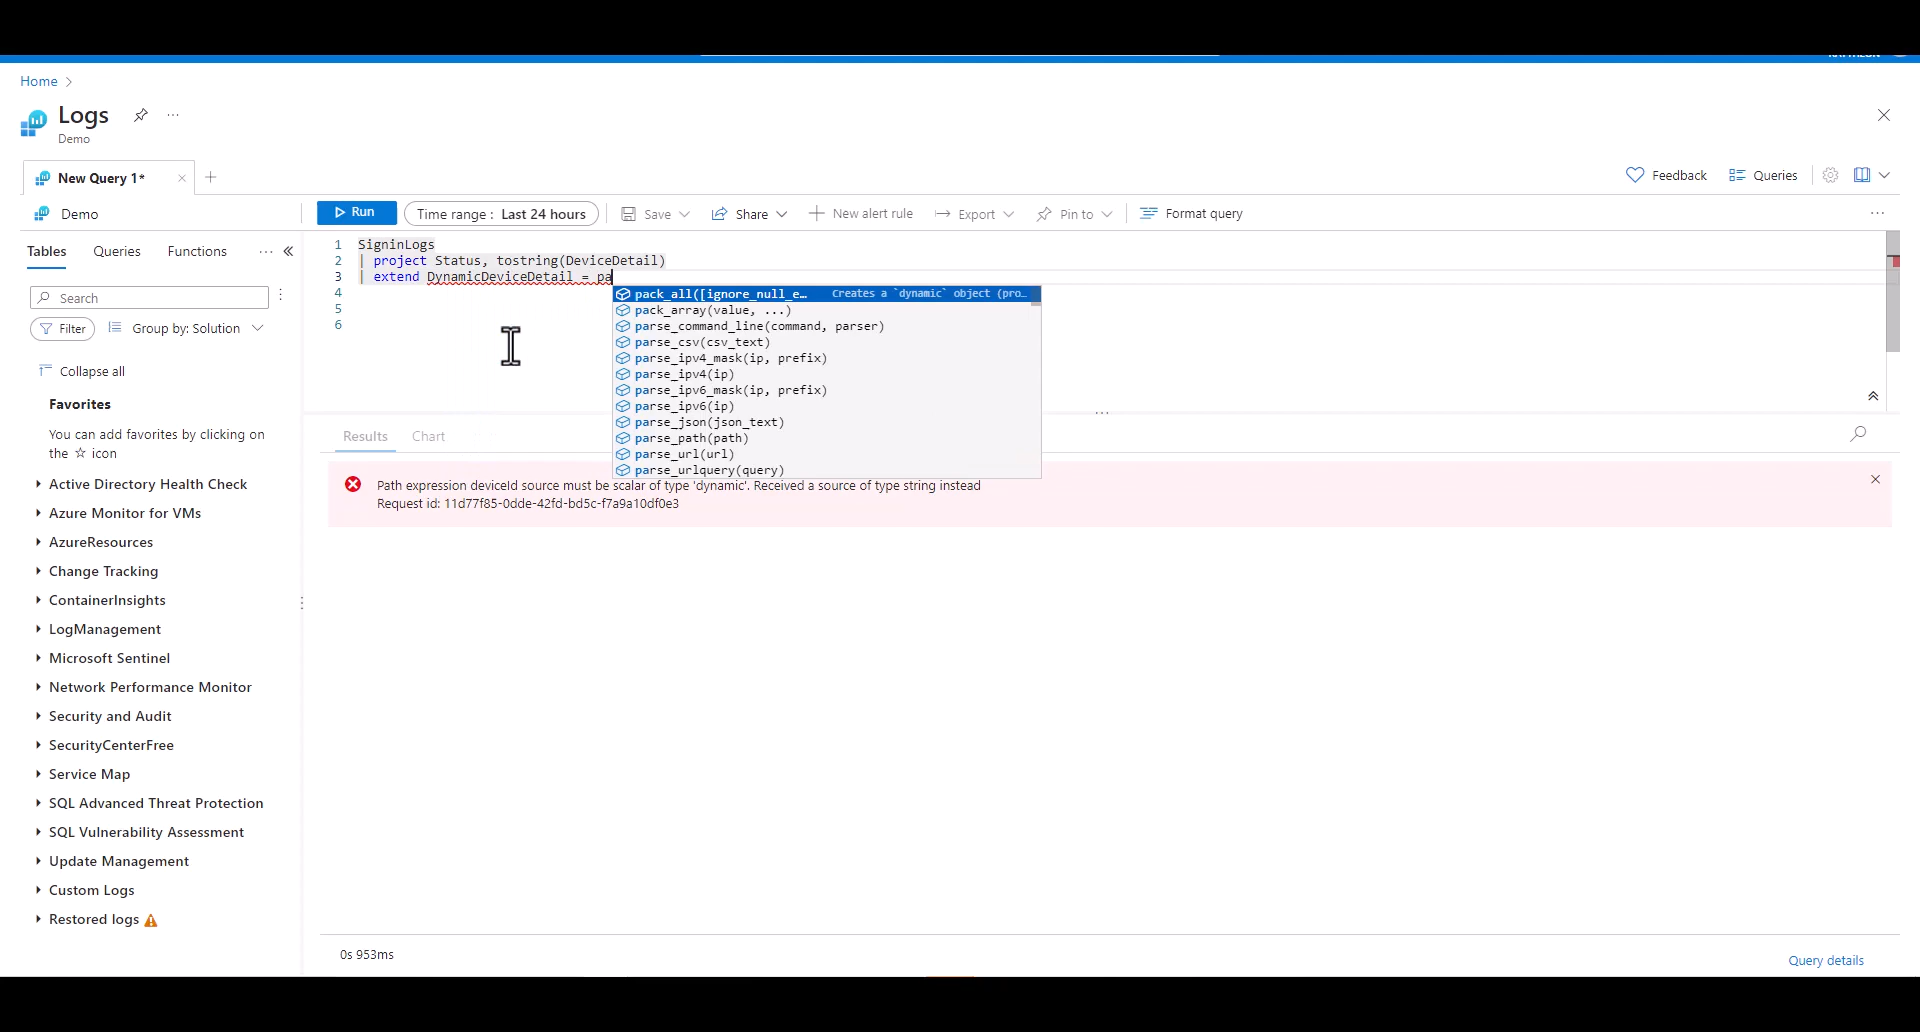 Home
Logs
Demo
New Query 1*
Feedback
Queries
Demo
Run
Time range : Last 24 hours
Save
Share
New alert rule
Export
Pin to
Format query
Tables
Queries
Functions
Search
Filter
Group by: Solution
Collapse all
Favorites
You can add favorites by clicking on
the ☆ icon
Active Directory Health Check
Azure Monitor for VMs
AzureResources
Change Tracking
ContainerInsights
LogManagement
Microsoft Sentinel
Network Performance Monitor
Security and Audit
SecurityCenterFree
Service Map
SQL Advanced Threat Protection
SQL Vulnerability Assessment
Update Management
Custom Logs
Restored logs
1 SigninLogs
2 | project Status, tostring(DeviceDetail)
3 | extend DynamicDeviceDetail = pa
4
5
6
pack_all([ignore_null_e… Creates a `dynamic` object (pro…
pack_array(value, ...)
parse_command_line(command, parser)
parse_csv(csv_text)
parse_ipv4_mask(ip, prefix)
parse_ipv4(ip)
parse_ipv6_mask(ip, prefix)
parse_ipv6(ip)
parse_json(json_text)
parse_path(path)
parse_url(url)
parse_urlquery(query)
Results
Chart
Path expression deviceId source must be scalar of type 'dynamic'. Received a source of type string instead
Request id: 11d77f85-0dde-42fd-bd5c-f7a9a10df0e3
0s 953ms
Query details